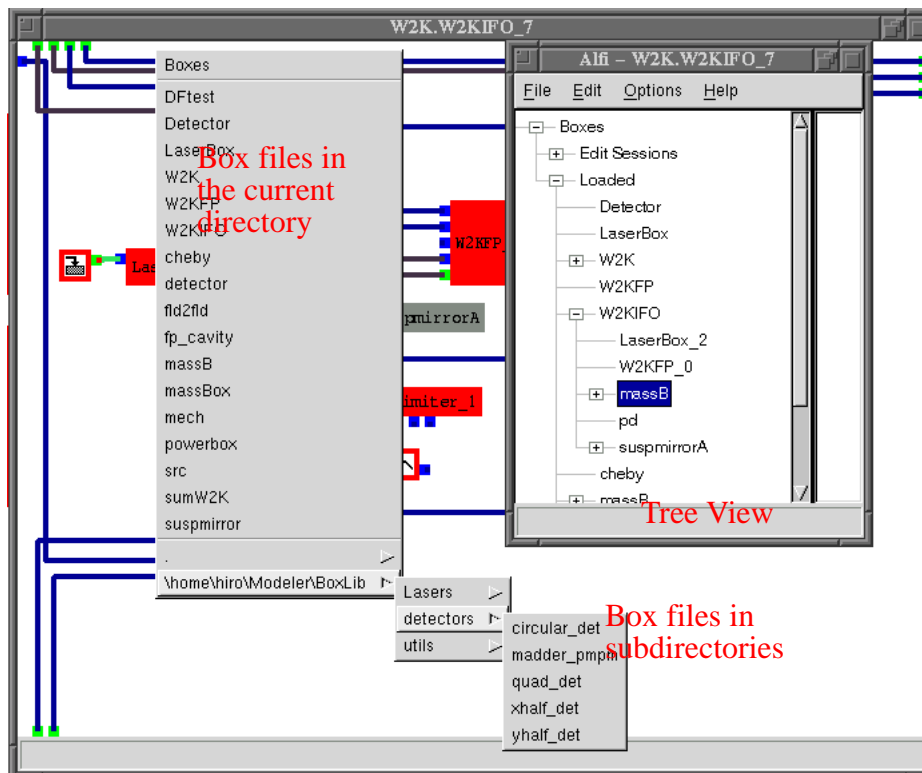 W2K.W2KIFO_7
Boxes
DFtest
Detector
LaserBox
W2K
W2KFP
W2KIFO
cheby
detector
fld2fld
fp_cavity
massB
massBox
mech
powerbox
src
sumW2K
suspmirror
.
\home\hiro\Modeler\BoxLib
Box files in
the current
directory
Las
W2KFP_
pmirrorA
imiter_1
Lasers
detectors
utils
circular_det
madder_pmpm
quad_det
xhalf_det
yhalf_det
Box files in
subdirectories
Alfi – W2K.W2KIFO_7
File Edit Options Help
Boxes
Edit Sessions
Loaded
Detector
LaserBox
W2K
W2KFP
W2KIFO
LaserBox_2
W2KFP_0
massB
pd
suspmirrorA
cheby
massB
Tree View